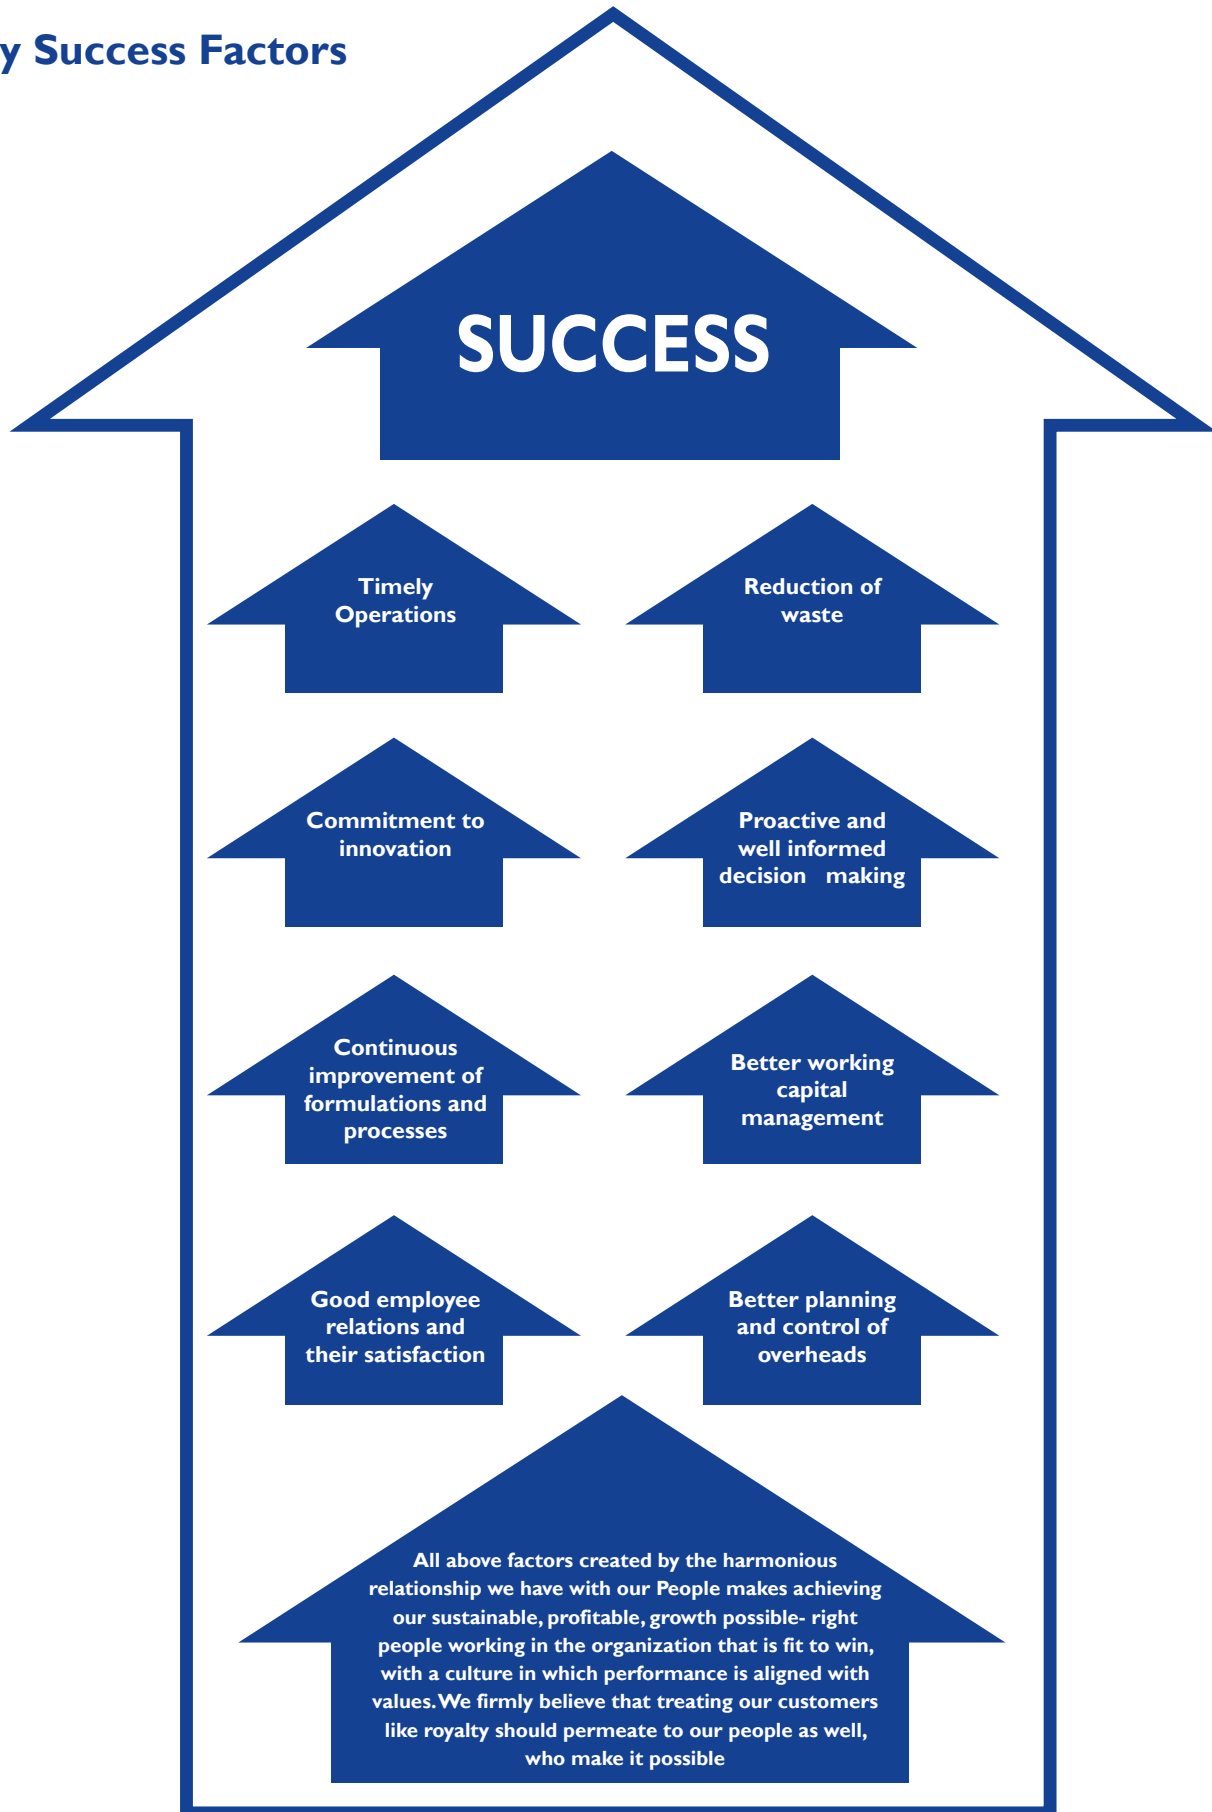 y Success Factors
SUCCESS
Timely
Operations
Reduction of
waste
Commitment to
innovation
Proactive and
well informed
decision making
Continuous
improvement of
formulations and
processes
Better working
capital
management
Good employee
relations and
their satisfaction
Better planning
and control of
overheads
All above factors created by the harmonious
relationship we have with our People makes achieving
our sustainable, profitable, growth possible- right
people working in the organization that is fit to win,
with a culture in which performance is aligned with
values. We firmly believe that treating our customers
like royalty should permeate to our people as well,
who make it possible